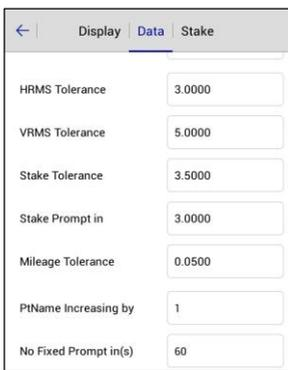 Display Data Stake
HRMS Tolerance 3.0000
VRMS Tolerance 5.0000
Stake Tolerance 3.5000
Stake Prompt in 3.0000
Mileage Tolerance 0.0500
PtName Increasing by 1
No Fixed Prompt in(s) 60